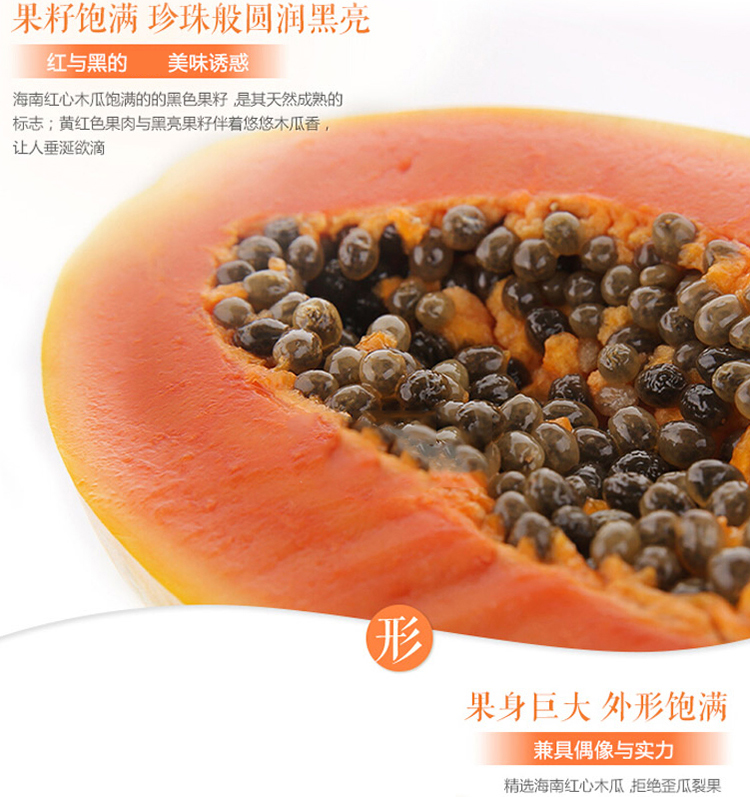 果籽饱满 珍珠般圆润黑亮
红与黑的 美味诱惑
海南红心木瓜饱满的的黑色果籽,是其天然成熟的
标志；黄红色果肉与黑亮果籽伴着悠悠木瓜香，
让人垂涎欲滴
形
果身巨大 外形饱满
兼具偶像与实力
精选海南红心木瓜,拒绝歪瓜裂果